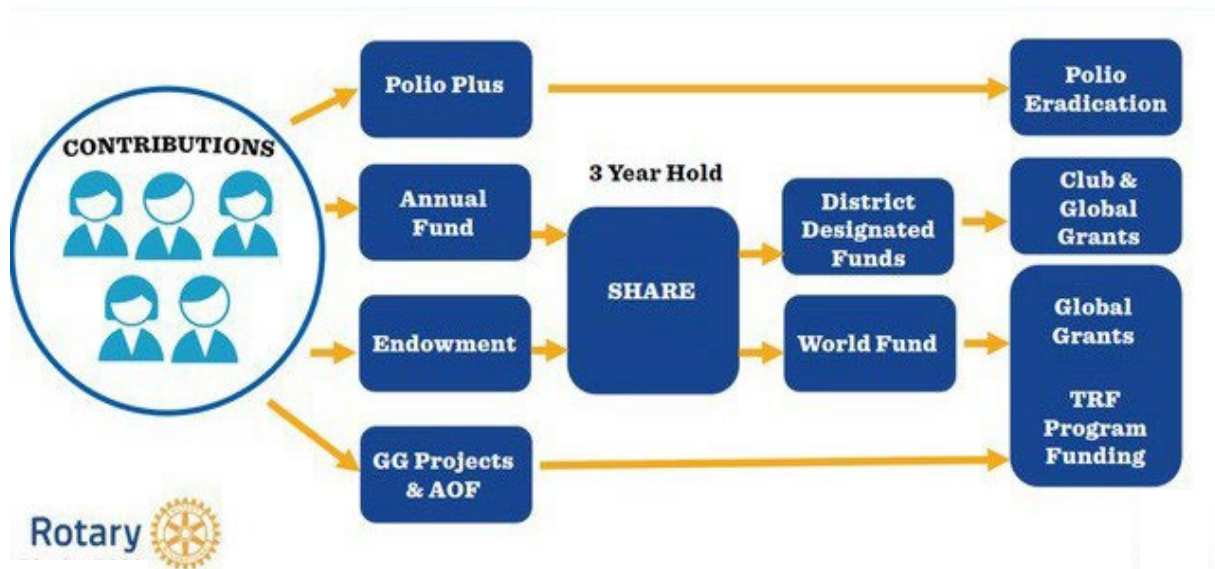 CONTRIBUTIONS
Polio Plus
Polio
Eradication
Annual
Fund
3 Year Hold
SHARE
District
Designated
Funds
Club &
Global
Grants
Endowment
World Fund
Global
Grants
TRF
Program
Funding
GG Projects
& AOF
Rotary